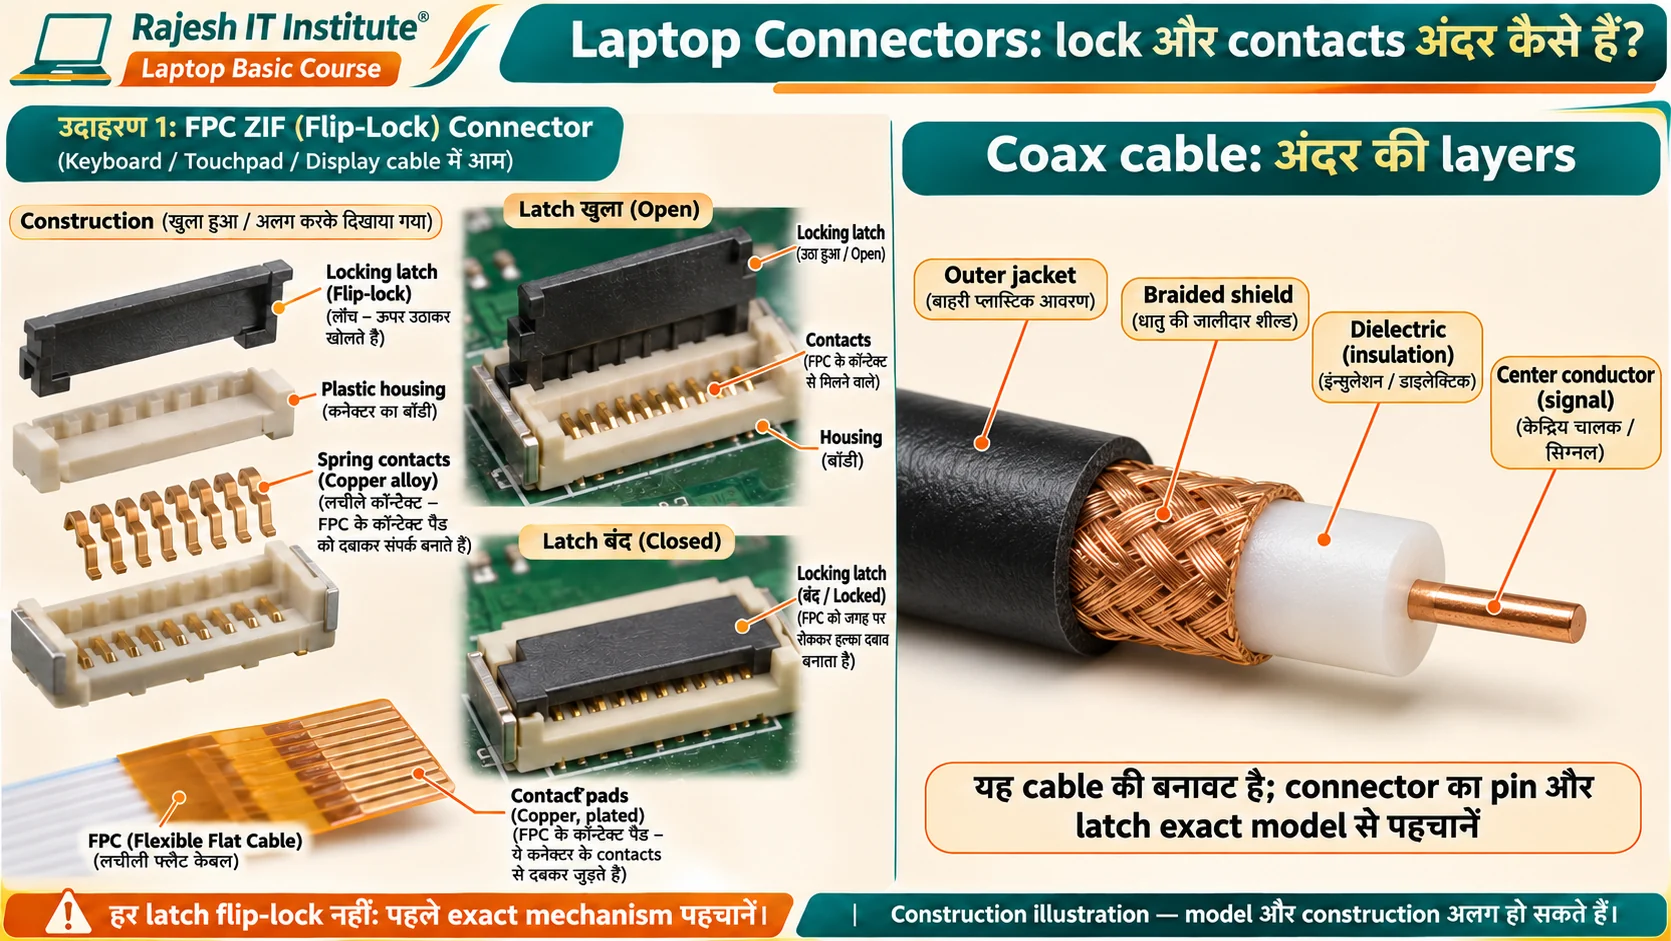 Rajesh IT Institute®
Laptop Basic Course
Laptop Connectors: lock और contacts अंदर कैसे हैं?
उदाहरण 1: FPC ZIF (Flip-Lock) Connector
(Keyboard / Touchpad / Display cable में आम)
Construction (खुला हुआ / अलग करके दिखाया गया)
Locking latch
(Flip-lock)
(लॉच – ऊपर उठाकर
खोलते है)
Plastic housing
(कनेक्टर का बॉडी)
Spring contacts
(Copper alloy)
(लचीले कॉन्टैक्ट –
FPC के कॉन्टेक्ट पैड
को दबाकर संपर्क बनाते हैं)
FPC (Flexible Flat Cable)
(लचीली फ्लैट केबल)
Contact pads
(Copper, plated)
(FPC के कॉन्टैक्ट पैड –
ये कनेक्टर के contacts
से दबकर जुड़ते हैं)
Latch खुला (Open)
Locking latch
(उठा हुआ / Open)
Contacts
(FPC के कॉन्टेक्ट
से मिलने वाले)
Housing
(बॉडी)
Latch बंद (Closed)
Locking latch
(बंद / Locked)
(FPC को जगह पर
रोककर हल्का दबाव
बनाता है)
Coax cable: अंदर की layers
Outer jacket
(बाहरी प्लास्टिक आवरण)
Braided shield
(धातु की जालीदार शील्ड)
Dielectric
(insulation)
(इंन्सुलेशन / डाइलेक्टिक)
Center conductor
(signal)
(केन्द्रिय चालक /
सिग्नल)
यह cable की बनावट है; connector का pin और
latch exact model से पहचानें
हर latch flip-lock नहीं: पहले exact mechanism पहचानें।
| Construction illustration — model और construction अलग हो सकते हैं।